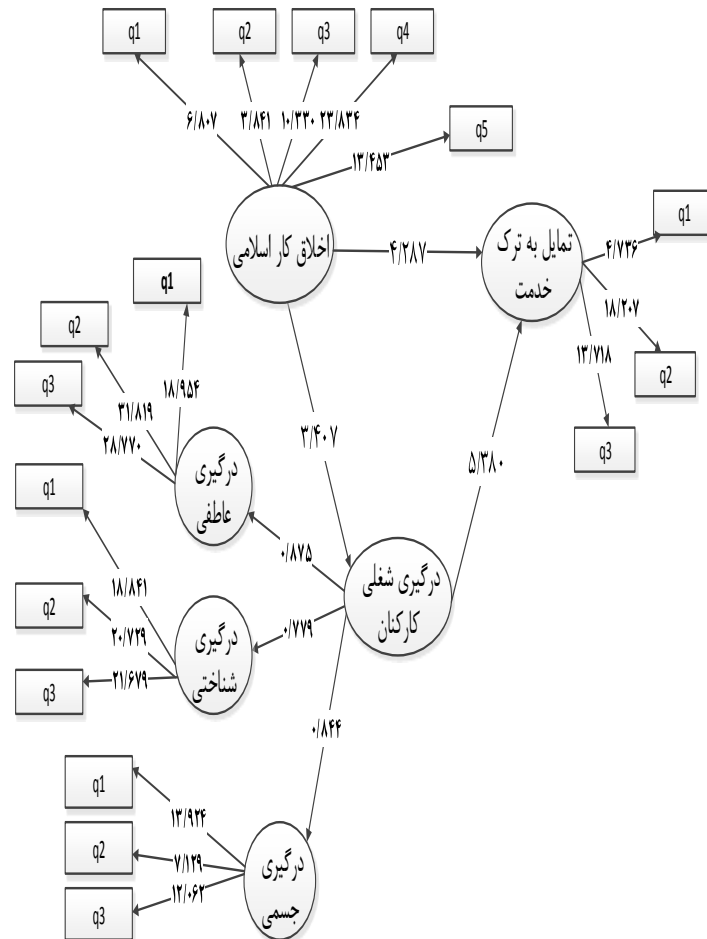 q1
q2
q3
q4
۶/۸۰۷
۳/۸۴۱
۱۰/۳۳۰
۲۳/۸۳۴
q5
۱۳/۴۵۳
اخلاق کار اسلامی
۴/۲۸۷
تمایل به ترک
خدمت
q1
۴/۷۳۶
۱۸/۲۰۷
q2
۱۳/۷۱۸
q3
q1
q2
q3
۱۸/۹۵۴
۳۱/۸۱۹
۲۸/۷۷۰
درگیری
عاطفی
۳/۴۰۷
۵/۳۸۰
q1
q2
q3
۱۸/۸۴۱
۲۰/۷۲۹
۲۱/۶۷۹
درگیری
شناختی
۰/۸۷۵
۰/۷۷۹
درگیری شغلی
کارکنان
۰/۸۴۴
q1
q2
q3
۱۳/۹۲۴
۷/۱۲۹
۱۲/۰۶۲
درگیری
جسمی